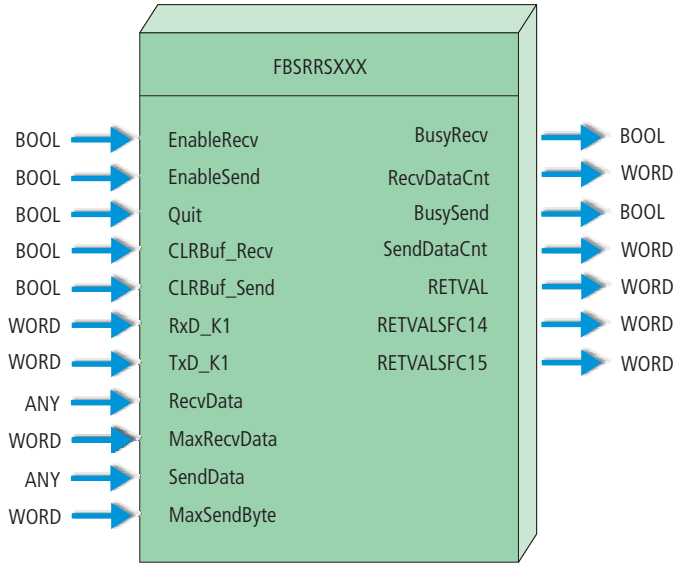 FBSRRSXXX
BOOL EnableRecv BusyRecv BOOL
BOOL EnableSend RecvDataCnt WORD
BOOL Quit BusySend BOOL
BOOL CLRBuf_Recv SendDataCnt WORD
BOOL CLRBuf_Send RETVAL WORD
WORD RxD_K1 RETVALSFC14 WORD
WORD TxD_K1 RETVALSFC15 WORD
ANY RecvData
WORD MaxRecvData
ANY SendData
WORD MaxSendByte